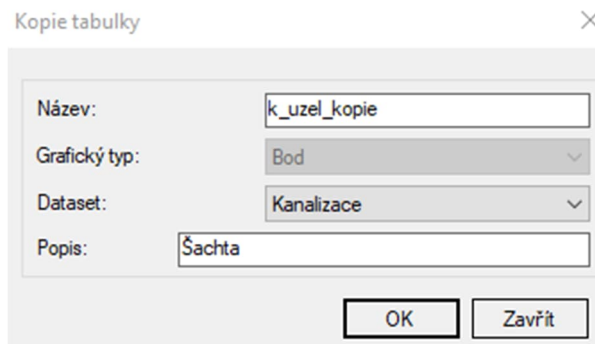 Kopie tabulky
Název: k_uzel_kopie
Grafický typ: Bod
Dataset: Kanalizace
Popis: Šachta
OK Zavřít